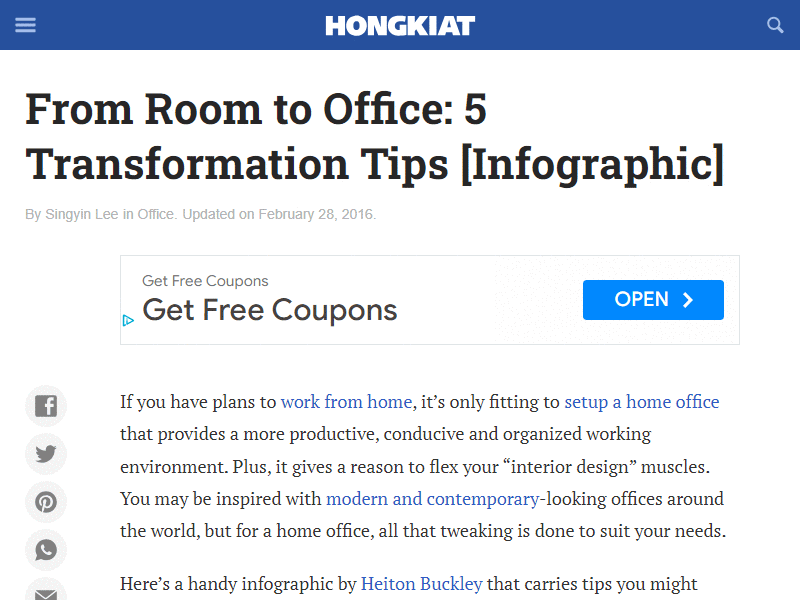 HONGKIAT
From Room to Office: 5
Transformation Tips [Infographic]
By Singyin Lee in Office. Updated on February 28, 2016.
Get Free Coupons
Get Free Coupons
OPEN
If you have plans to work from home, it’s only fitting to setup a home office
that provides a more productive, conducive and organized working
environment. Plus, it gives a reason to flex your “interior design” muscles.
You may be inspired with modern and contemporary-looking offices around
the world, but for a home office, all that tweaking is done to suit your needs.
Here’s a handy infographic by Heiton Buckley that carries tips you might